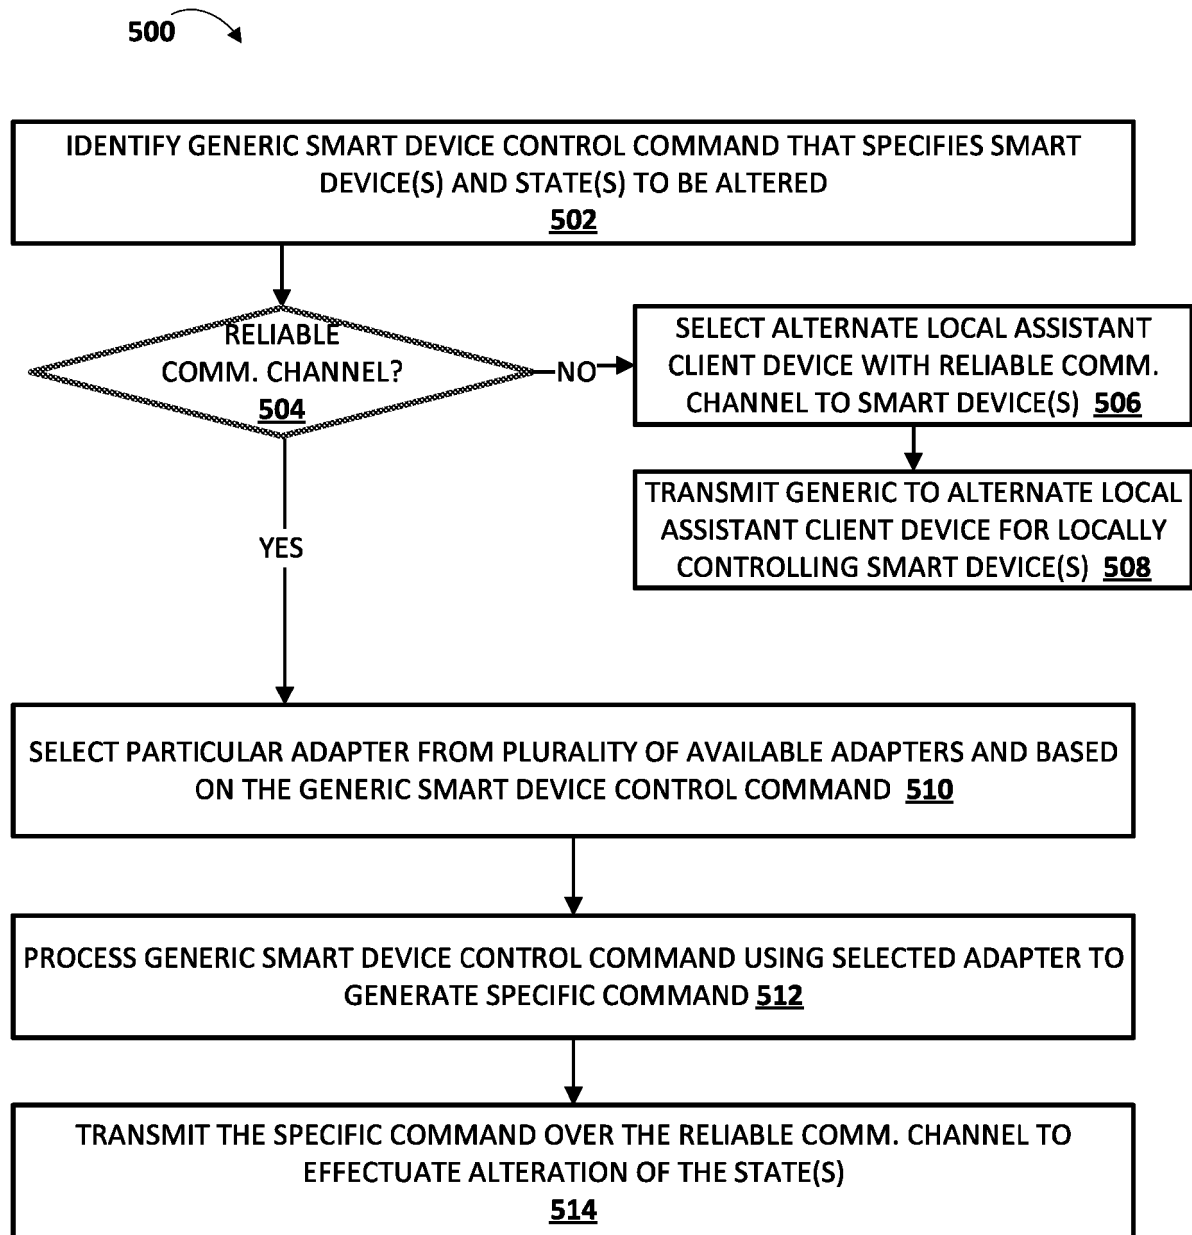 500
IDENTIFY GENERIC SMART DEVICE CONTROL COMMAND THAT SPECIFIES SMART
DEVICE(S) AND STATE(S) TO BE ALTERED
502
RELIABLE
COMM. CHANNEL?
504
NO
SELECT ALTERNATE LOCAL ASSISTANT
CLIENT DEVICE WITH RELIABLE COMM.
CHANNEL TO SMART DEVICE(S) 506
TRANSMIT GENERIC TO ALTERNATE LOCAL
ASSISTANT CLIENT DEVICE FOR LOCALLY
CONTROLLING SMART DEVICE(S) 508
YES
SELECT PARTICULAR ADAPTER FROM PLURALITY OF AVAILABLE ADAPTERS AND BASED
ON THE GENERIC SMART DEVICE CONTROL COMMAND 510
PROCESS GENERIC SMART DEVICE CONTROL COMMAND USING SELECTED ADAPTER TO
GENERATE SPECIFIC COMMAND 512
TRANSMIT THE SPECIFIC COMMAND OVER THE RELIABLE COMM. CHANNEL TO
EFFECTUATE ALTERATION OF THE STATE(S)
514